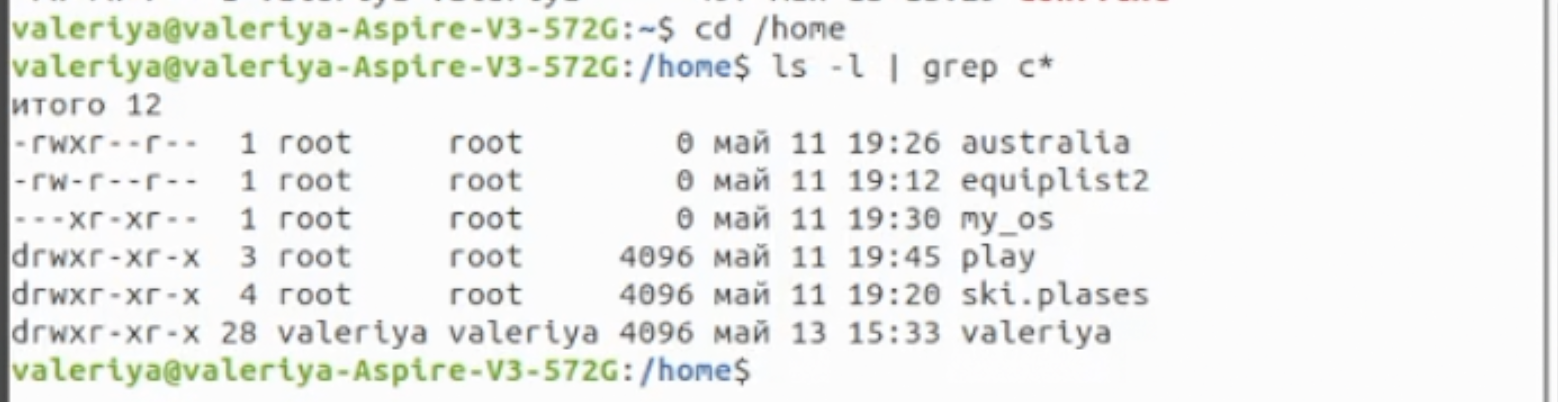 valeriya@valeriya-Aspire-V3-572G:~$ cd /home
valeriya@valeriya-Aspire-V3-572G:/home$ ls -l | grep c*
итого 12
-rwxr--r--  1 root     root        0 май 11 19:26 australia
-rw-r--r--  1 root     root        0 май 11 19:12 equiplist2
---xr-xr--  1 root     root        0 май 11 19:30 my_os
drwxr-xr-x  3 root     root     4096 май 11 19:45 play
drwxr-xr-x  4 root     root     4096 май 11 19:20 ski.plases
drwxr-xr-x 28 valeriya valeriya 4096 май 13 15:33 valeriya
valeriya@valeriya-Aspire-V3-572G:/home$